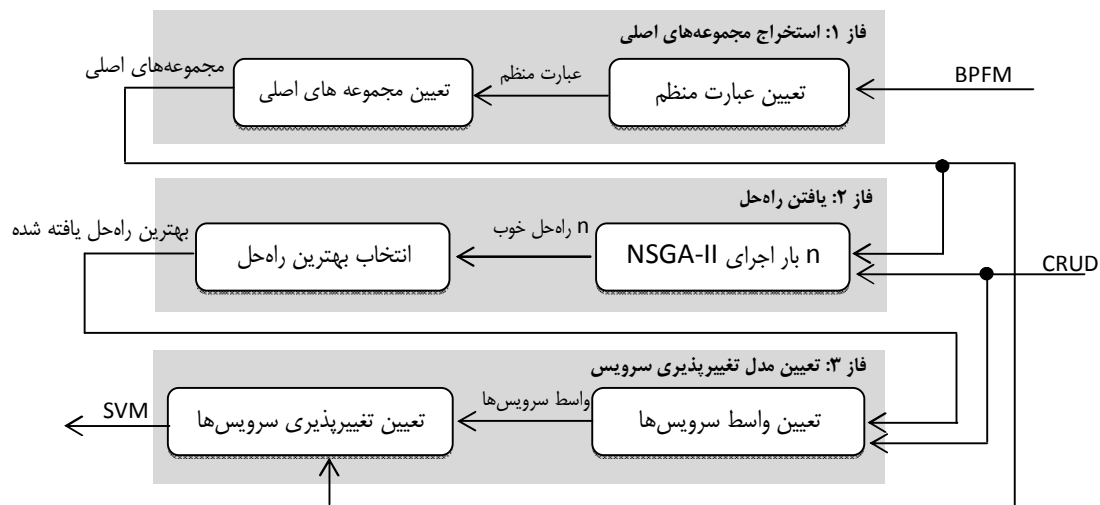 فاز ۱: استخراج مجموعه‌های اصلی
BPFM
تعیین عبارت منظم
عبارت منظم
تعیین مجموعه های اصلی
مجموعه‌های اصلی
فاز ۲: یافتن راه‌حل
CRUD
n بار اجرای NSGA-II
n راه‌حل خوب
انتخاب بهترین راه‌حل
بهترین راه‌حل یافته شده
فاز ۳: تعیین مدل تغییرپذیری سرویس
تعیین واسط سرویس‌ها
واسط سرویس‌ها
تعیین تغییرپذیری سرویس‌ها
SVM